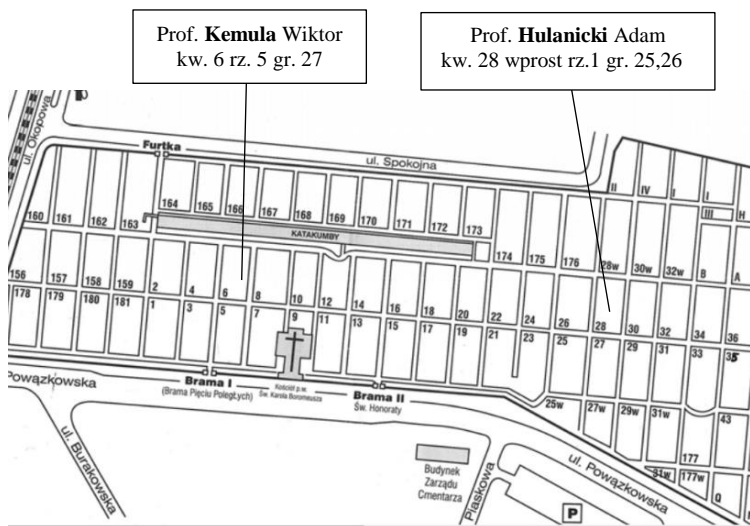 Prof. Kemula Wiktor
kw. 6 rz. 5 gr. 27
Prof. Hulanicki Adam
kw. 28 wprost rz.1 gr. 25,26
ul. Okopowa
Furtka
ul. Spokojna
II IV I I
III H
164 165 166 167 168 169 170 171 172 173
160 161 162 163
KATAKUMBY
174 175 176 28w 30w 32w B A
156 157 158 159 2 4 6 8 10 12 14 16 18 20 22 24 26 28 30 32 34 36
178 179 180 181 1 3 5 7 9 11 13 15 17 19 21 23 25 27 29 31 33 35
Powązkowska
Brama I
(Brama Pięciu Poległych)
Kościół p.w.
Św. Karola Boromeusza
Brama II
Św. Honoraty
25w 27w 29w 31w 43
177
31w 177w Q
ul. Burakowska
Budynek
Zarządu
Cmentarza
Piaskowa
ul. Powązkowska
P